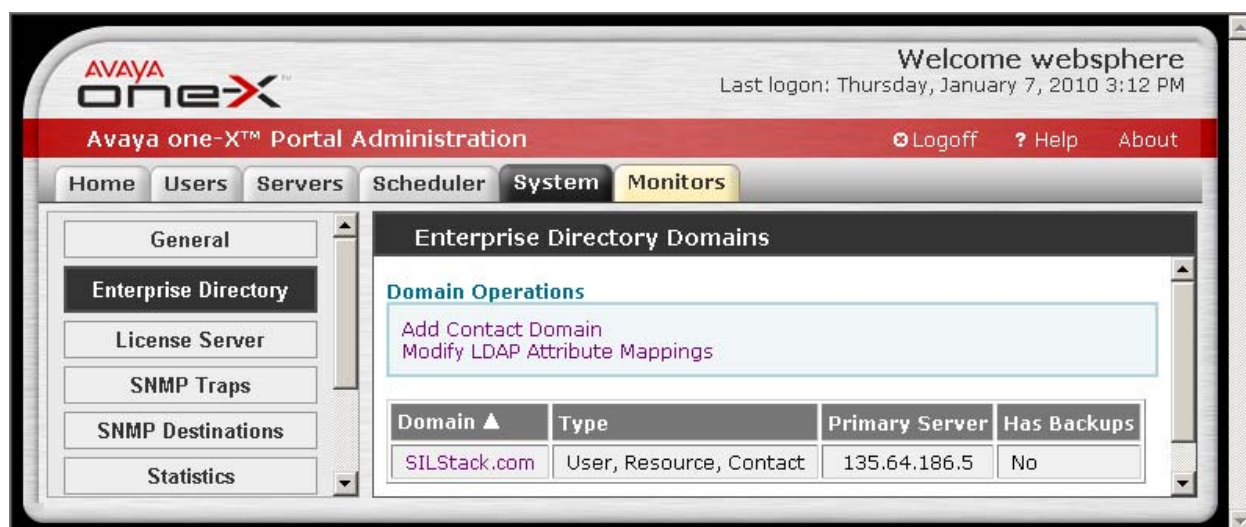 AVAYA
one-X™
Welcome websphere
Last logon: Thursday, January 7, 2010 3:12 PM
Avaya one-X™ Portal Administration
Logoff ? Help About
Home Users Servers Scheduler System Monitors
General
Enterprise Directory
License Server
SNMP Traps
SNMP Destinations
Statistics
Enterprise Directory Domains
Domain Operations
Add Contact Domain
Modify LDAP Attribute Mappings
Domain ▲ Type Primary Server Has Backups
SILStack.com User, Resource, Contact 135.64.186.5 No